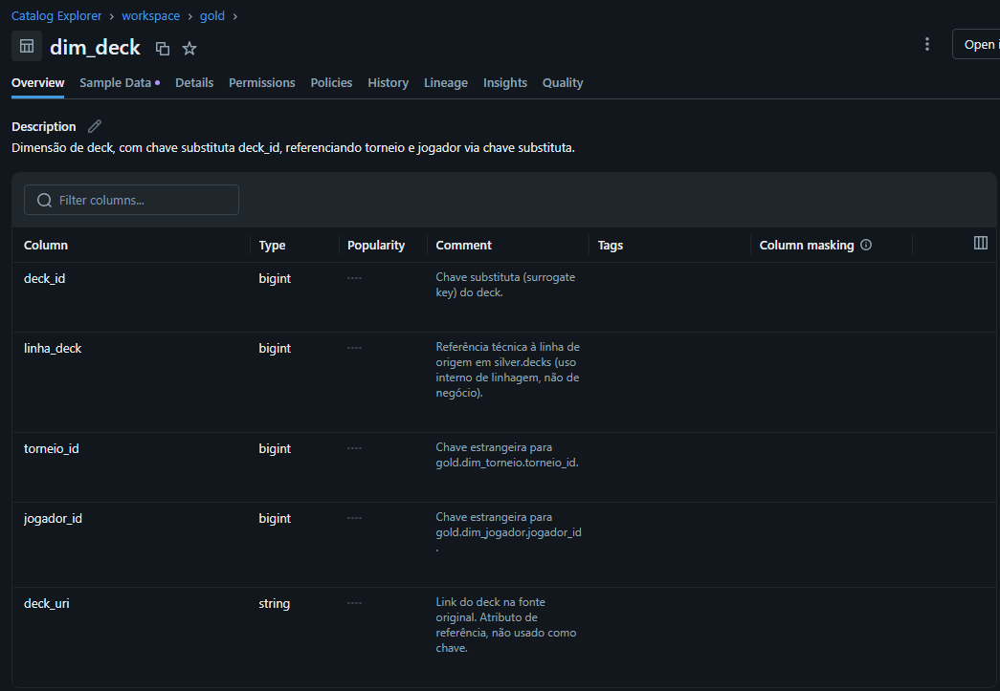 Catalog Explorer › workspace › gold ›
dim_deck
Open i
Overview Sample Data Details Permissions Policies History Lineage Insights Quality
Description
Dimensão de deck, com chave substituta deck_id, referenciando torneio e jogador via chave substituta.
Filter columns...
Column Type Popularity Comment Tags Column masking
deck_id bigint ---- Chave substituta (surrogate
key) do deck.
linha_deck bigint ---- Referência técnica à linha de
origem em silver.decks (uso
interno de linhagem, não de
negócio).
torneio_id bigint ---- Chave estrangeira para
gold.dim_torneio.torneio_id.
jogador_id bigint ---- Chave estrangeira para
gold.dim_jogador.jogador_id
.
deck_uri string ---- Link do deck na fonte
original. Atributo de
referência, não usado como
chave.